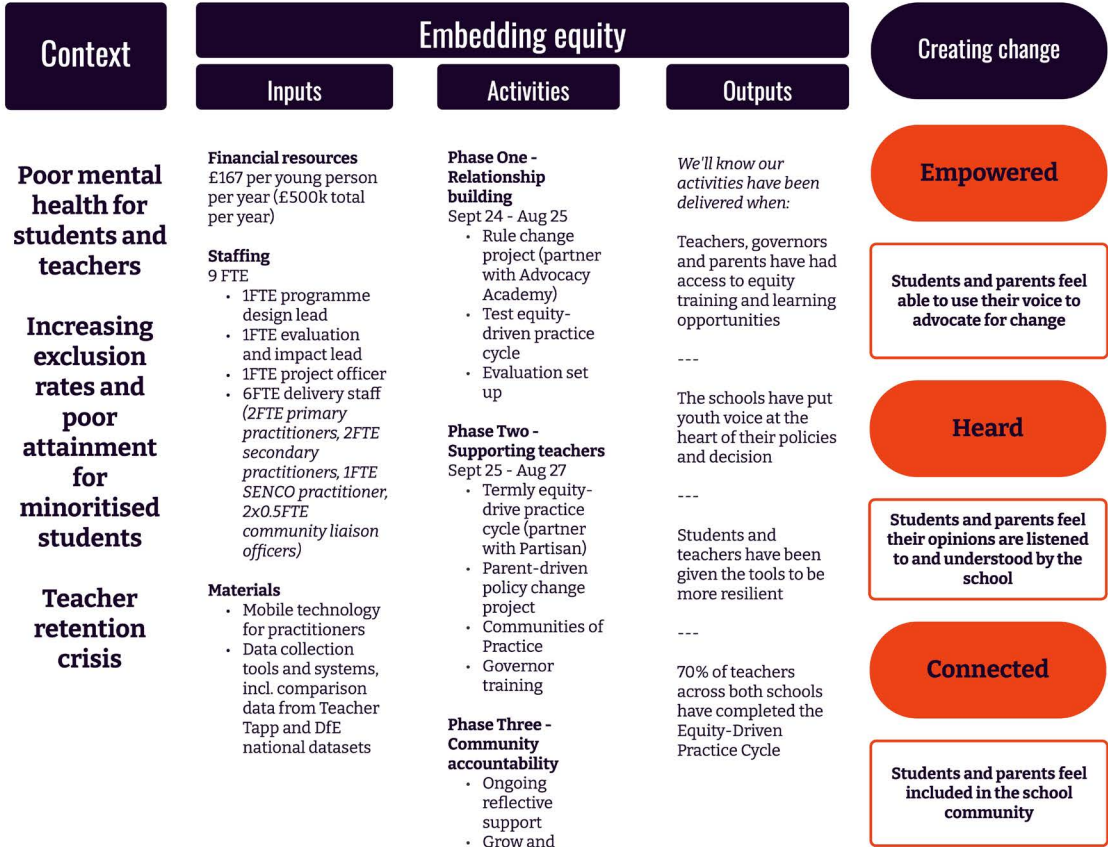 Context
Embedding equity
Creating change
Inputs
Activities
Outputs
Poor mental
health for
students and
teachers
Increasing
exclusion
rates and
poor
attainment
for
minoritised
students
Teacher
retention
crisis
Financial resources
£167 per young person
per year (£500k total
per year)
Staffing
9 FTE
• 1FTE programme
design lead
• 1FTE evaluation
and impact lead
• 1FTE project officer
• 6FTE delivery staff
(2FTE primary
practitioners, 2FTE
secondary
practitioners, 1FTE
SENCO practitioner,
2x0.5FTE
community liaison
officers)
Materials
• Mobile technology
for practitioners
• Data collection
tools and systems,
incl. comparison
data from Teacher
Tapp and DfE
national datasets
Phase One -
Relationship
building
Sept 24 - Aug 25
• Rule change
project (partner
with Advocacy
Academy)
• Test equity-
driven practice
cycle
• Evaluation set
up
Phase Two -
Supporting teachers
Sept 25 - Aug 27
• Termly equity-
drive practice
cycle (partner
with Partisan)
• Parent-driven
policy change
project
• Communities of
Practice
• Governor
training
Phase Three -
Community
accountability
• Ongoing
reflective
support
• Grow and
We'll know our
activities have been
delivered when:
Teachers, governors
and parents have had
access to equity
training and learning
opportunities
---
The schools have put
youth voice at the
heart of their policies
and decision
---
Students and
teachers have been
given the tools to be
more resilient
---
70% of teachers
across both schools
have completed the
Equity-Driven
Practice Cycle
Empowered
Students and parents feel
able to use their voice to
advocate for change
Heard
Students and parents feel
their opinions are listened
to and understood by the
school
Connected
Students and parents feel
included in the school
community